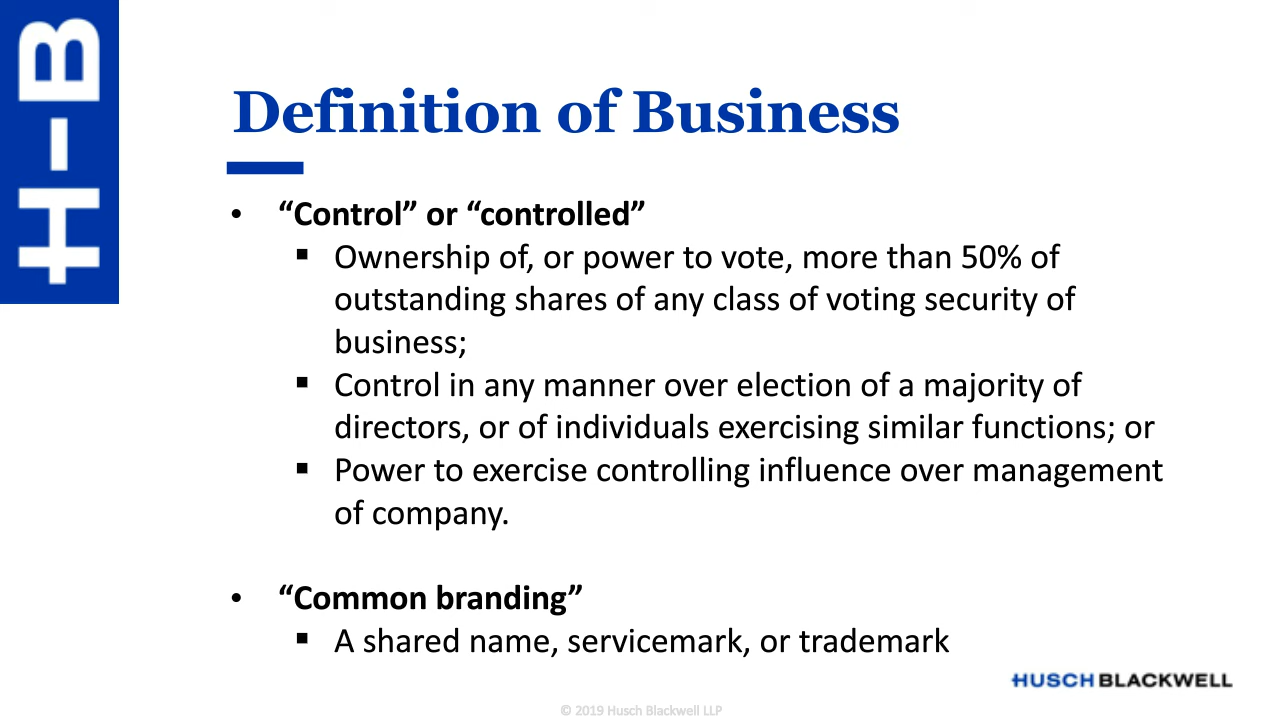 H-B
Definition of Business
• “Control” or “controlled”
▪ Ownership of, or power to vote, more than 50% of
outstanding shares of any class of voting security of
business;
▪ Control in any manner over election of a majority of
directors, or of individuals exercising similar functions; or
▪ Power to exercise controlling influence over management
of company.
• “Common branding”
▪ A shared name, servicemark, or trademark
HUSCH BLACKWELL
© 2019 Husch Blackwell LLP